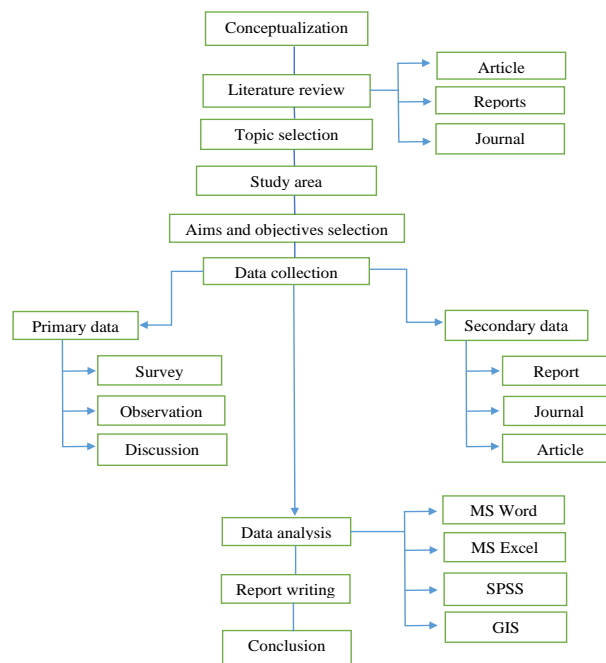 Conceptualization
Literature review
Article
Reports
Journal
Topic selection
Study area
Aims and objectives selection
Data collection
Primary data
Survey
Observation
Discussion
Secondary data
Report
Journal
Article
Data analysis
MS Word
MS Excel
SPSS
GIS
Report writing
Conclusion